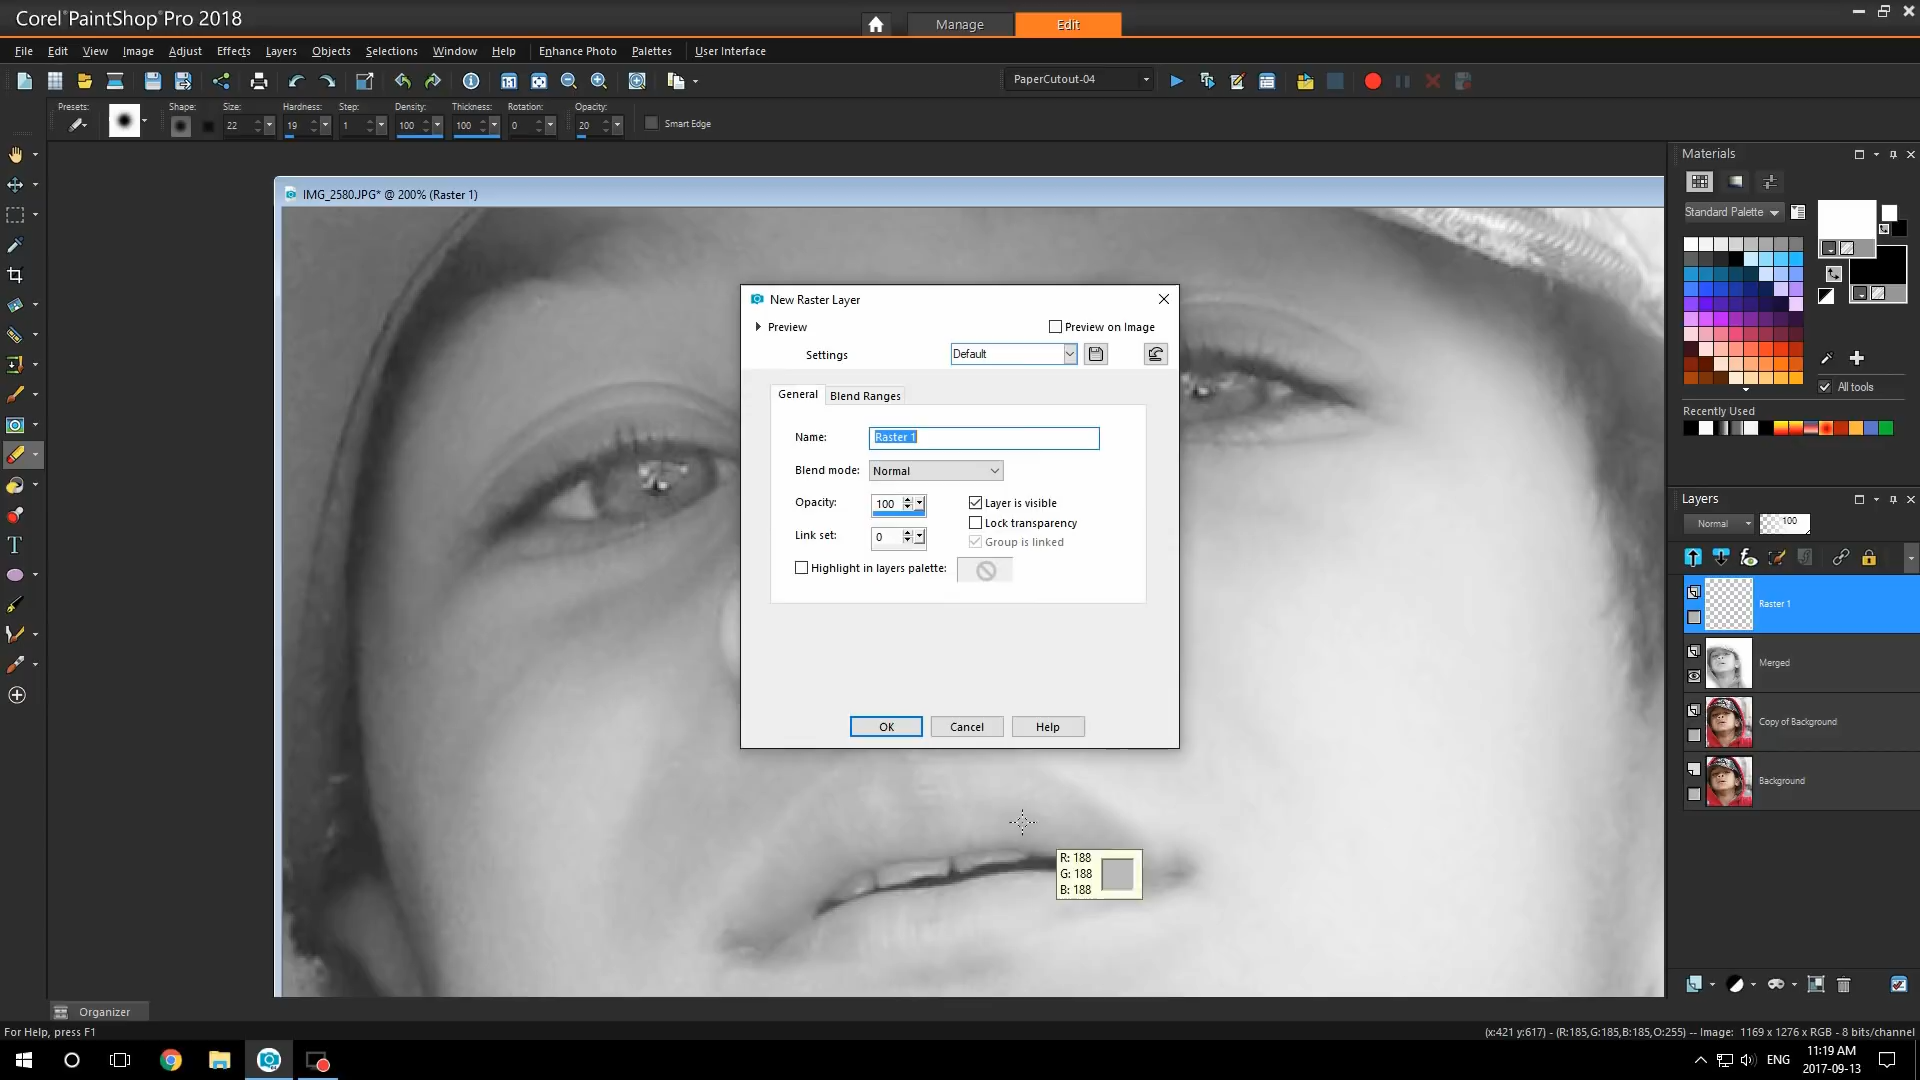 Corel PaintShop Pro 2018
Manage
Edit
File Edit View Image Adjust Effects Layers Objects Selections Window Help Enhance Photo Palettes User Interface
PaperCutout-04
Presets: Shape: Size: Hardness: Step: Density: Thickness: Rotation: Opacity:
22 19 1 100 100 0 20 Smart Edge
IMG_2580.JPG* @ 200% (Raster 1)
New Raster Layer
Preview
Preview on Image
Settings
Default
General
Blend Ranges
Name: Raster 1
Blend mode: Normal
Opacity: 100
Layer is visible
Lock transparency
Link set: 0
Group is linked
Highlight in layers palette:
OK
Cancel
Help
R: 188
G: 188
B: 188
Materials
Standard Palette
All tools
Recently Used
Layers
Normal
100
Raster 1
Merged
Copy of Background
Background
Organizer
For Help, press F1
(x:421 y:617) - (R:185,G:185,B:185,O:255) -- Image: 1169 x 1276 x RGB - 8 bits/channel
ENG
11:19 AM
2017-09-13